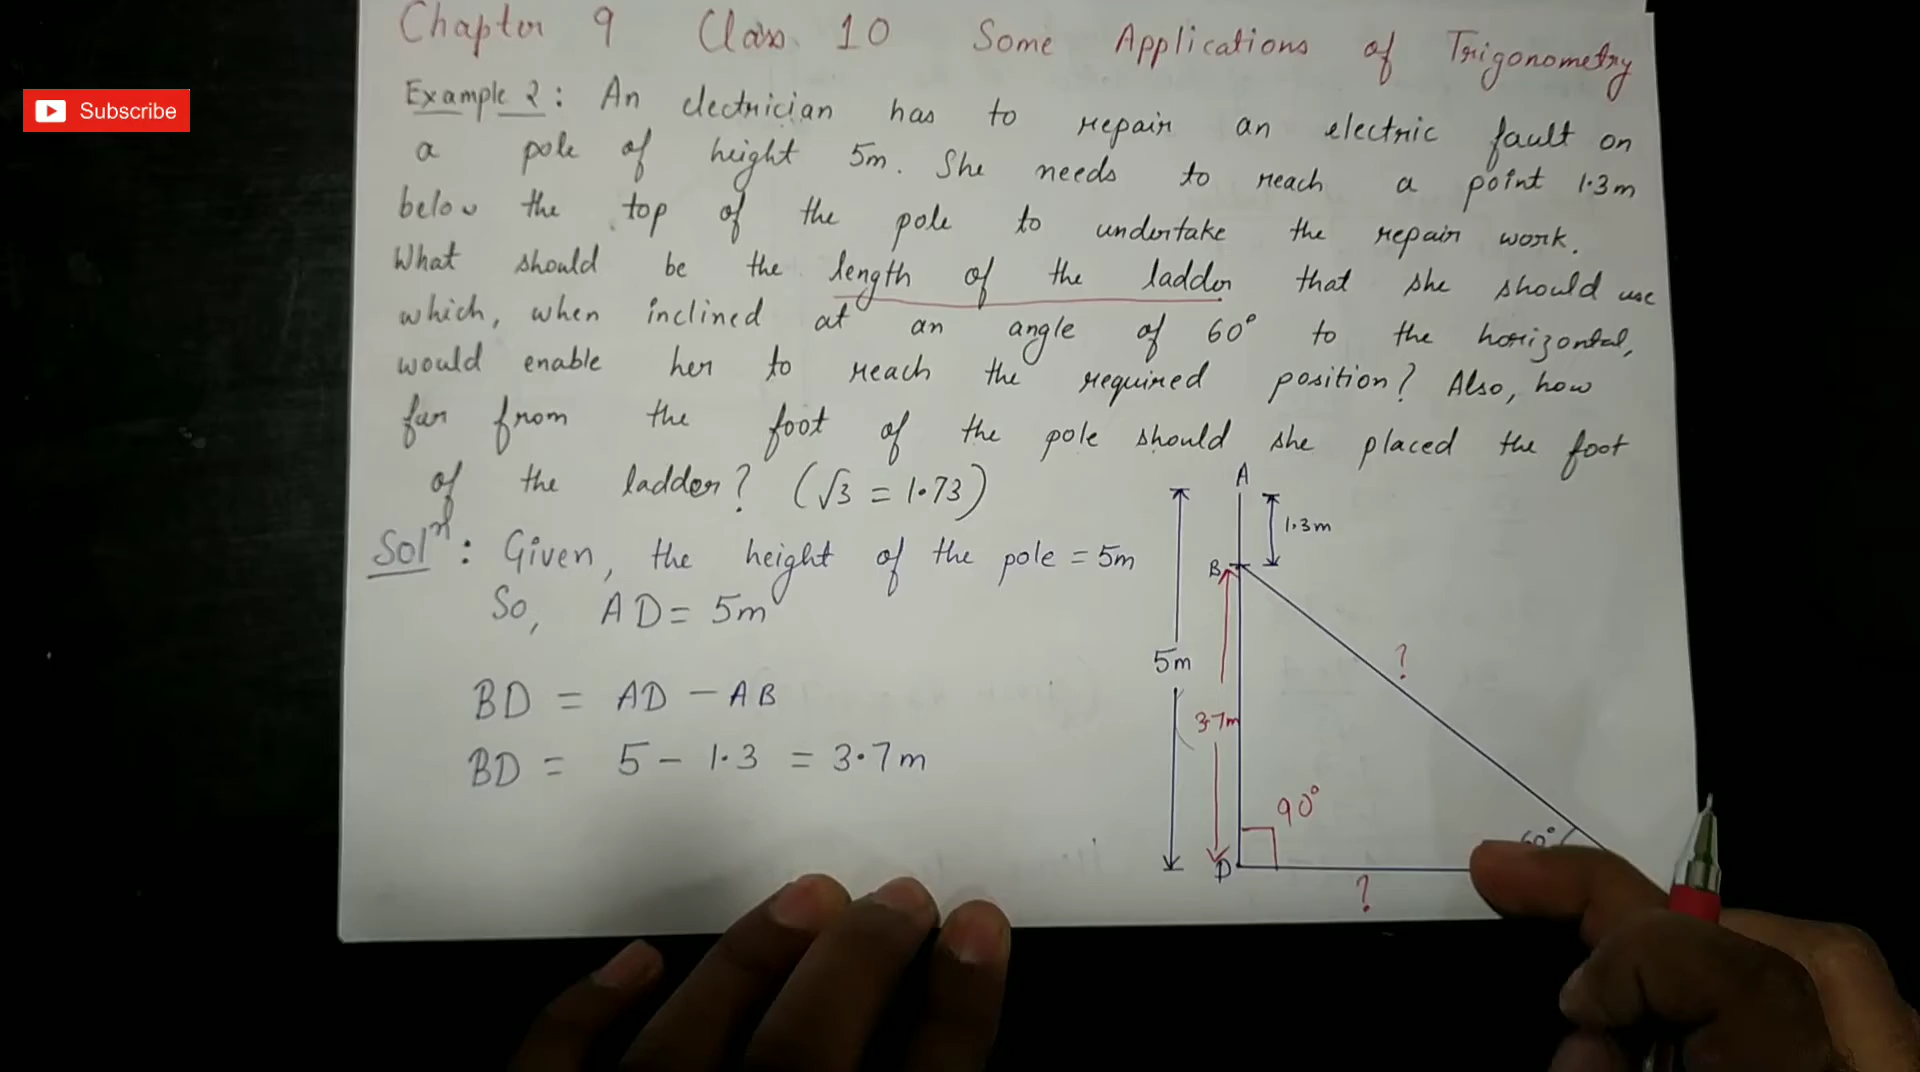 Subscribe
Chapter 9 Class 10 Some Applications of Trigonometry
Example 2: An electrician has to repair an electric fault on
a pole of height 5m. She needs to reach a point 1.3m
below the top of the pole to undertake the repair work.
What should be the length of the ladder that she should use
which, when inclined at an angle of 60° to the horizontal,
would enable her to reach the required position? Also, how
far from the foot of the pole should she placed the foot
of the ladder? (√3 = 1.73)
Solⁿ: Given, the height of the pole = 5m
So, AD = 5m
BD = AD - AB
BD = 5 - 1.3 = 3.7m
A
1.3m
B
?
5m
3.7m
90°
60°
D
?